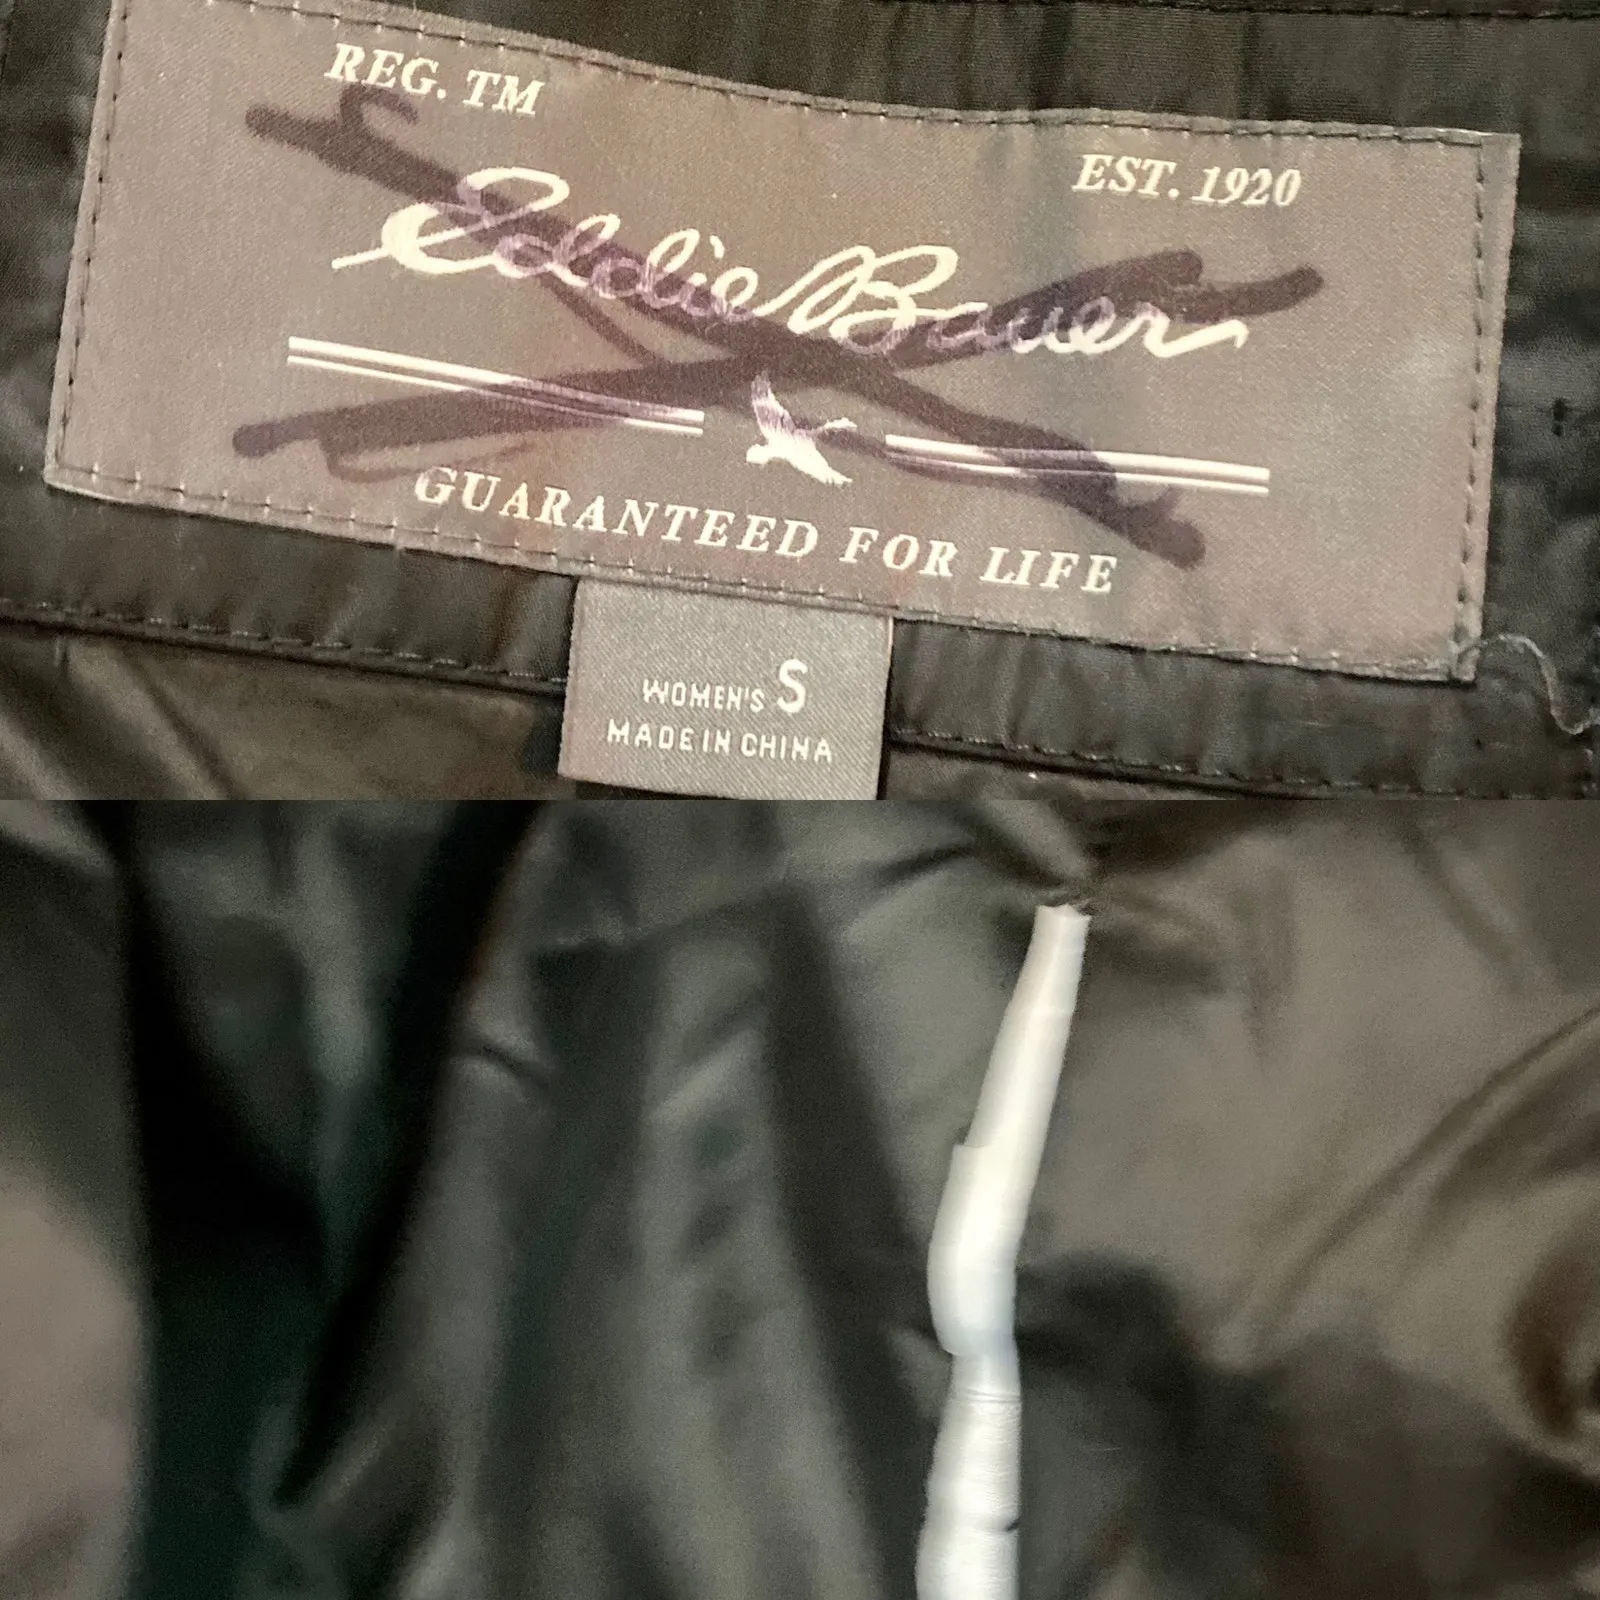 REG. TM
EST. 1920
Eddie Bauer
GUARANTEED FOR LIFE
WOMEN'S S
MADE IN CHINA